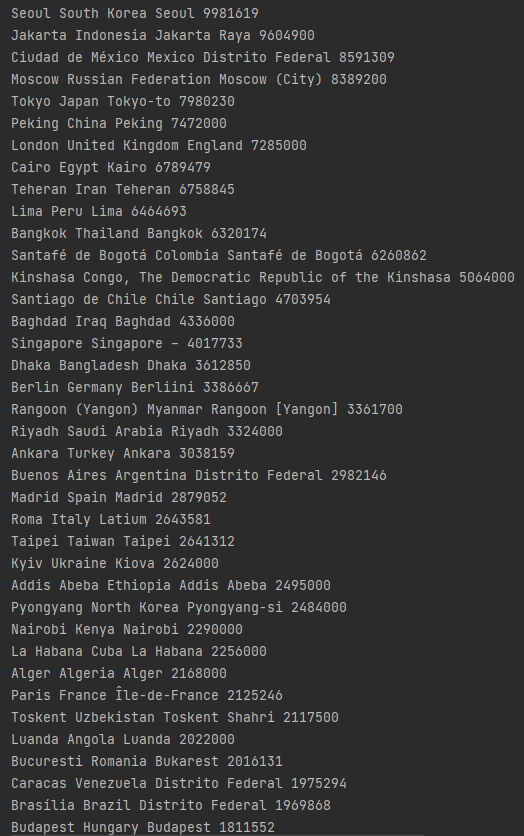 Seoul South Korea Seoul 9981619
Jakarta Indonesia Jakarta Raya 9604900
Ciudad de México Mexico Distrito Federal 8591309
Moscow Russian Federation Moscow (City) 8389200
Tokyo Japan Tokyo-to 7980230
Peking China Peking 7472000
London United Kingdom England 7285000
Cairo Egypt Kairo 6789479
Teheran Iran Teheran 6758845
Lima Peru Lima 6464693
Bangkok Thailand Bangkok 6320174
Santafé de Bogotá Colombia Santafé de Bogotá 6260862
Kinshasa Congo, The Democratic Republic of the Kinshasa 5064000
Santiago de Chile Chile Santiago 4703954
Baghdad Iraq Baghdad 4336000
Singapore Singapore – 4017733
Dhaka Bangladesh Dhaka 3612850
Berlin Germany Berliini 3386667
Rangoon (Yangon) Myanmar Rangoon [Yangon] 3361700
Riyadh Saudi Arabia Riyadh 3324000
Ankara Turkey Ankara 3038159
Buenos Aires Argentina Distrito Federal 2982146
Madrid Spain Madrid 2879052
Roma Italy Latium 2643581
Taipei Taiwan Taipei 2641312
Kyiv Ukraine Kiova 2624000
Addis Abeba Ethiopia Addis Abeba 2495000
Pyongyang North Korea Pyongyang-si 2484000
Nairobi Kenya Nairobi 2290000
La Habana Cuba La Habana 2256000
Alger Algeria Alger 2168000
Paris France Île-de-France 2125246
Toskent Uzbekistan Toskent Shahri 2117500
Luanda Angola Luanda 2022000
Bucuresti Romania Bukarest 2016131
Caracas Venezuela Distrito Federal 1975294
Brasília Brazil Distrito Federal 1969868
Budapest Hungary Budapest 1811552